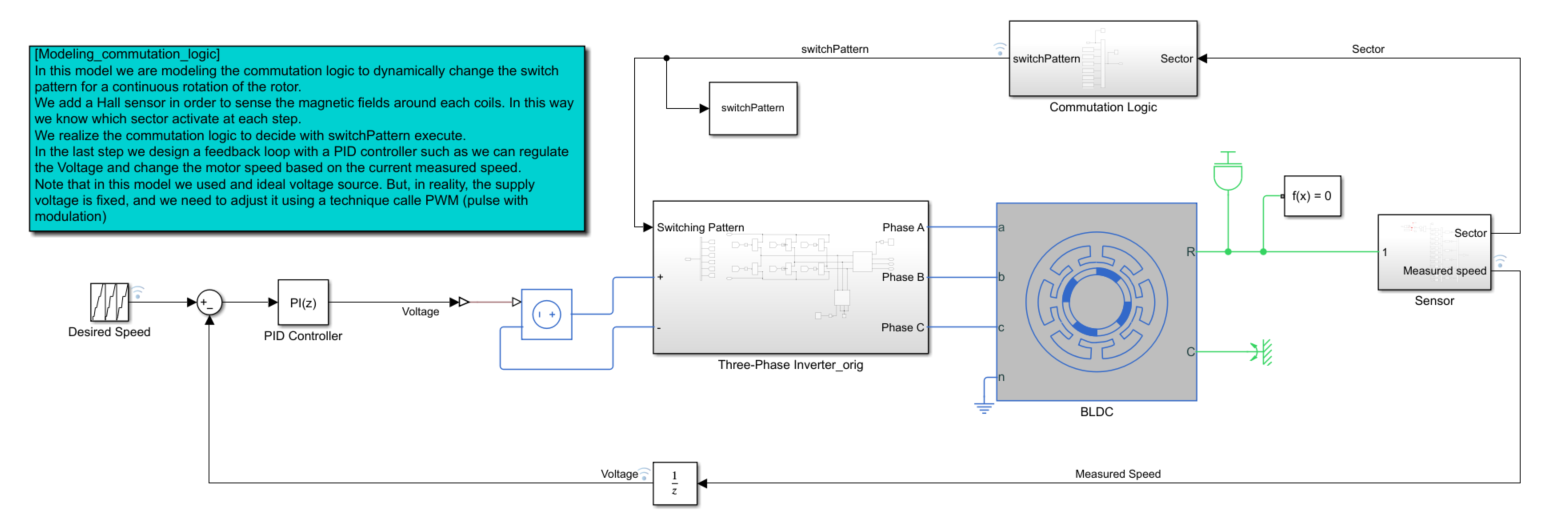 [Modeling_commutation_logic]
In this model we are modeling the commutation logic to dynamically change the switch
pattern for a continuous rotation of the rotor.
We add a Hall sensor in order to sense the magnetic fields around each coils. In this way
we know which sector activate at each step.
We realize the commutation logic to decide with switchPattern execute.
In the last step we design a feedback loop with a PID controller such as we can regulate
the Voltage and change the motor speed based on the current measured speed.
Note that in this model we used and ideal voltage source. But, in reality, the supply
voltage is fixed, and we need to adjust it using a technique calle PWM (pulse with
modulation)
switchPattern
switchPattern
switchPattern
Sector
Commutation Logic
Sector
Desired Speed
PI(z)
PID Controller
Voltage
Switching Pattern
+
-
Phase A
Phase B
Phase C
Three-Phase Inverter_orig
a
b
c
n
R
C
BLDC
f(x) = 0
1
Sector
Measured speed
Sensor
Voltage
1
z
Measured Speed